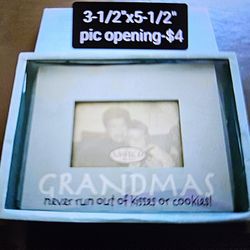 3-1/2"x5-1/2"
pic opening-$4
GRANDMAS
never run out of kisses or cookies!